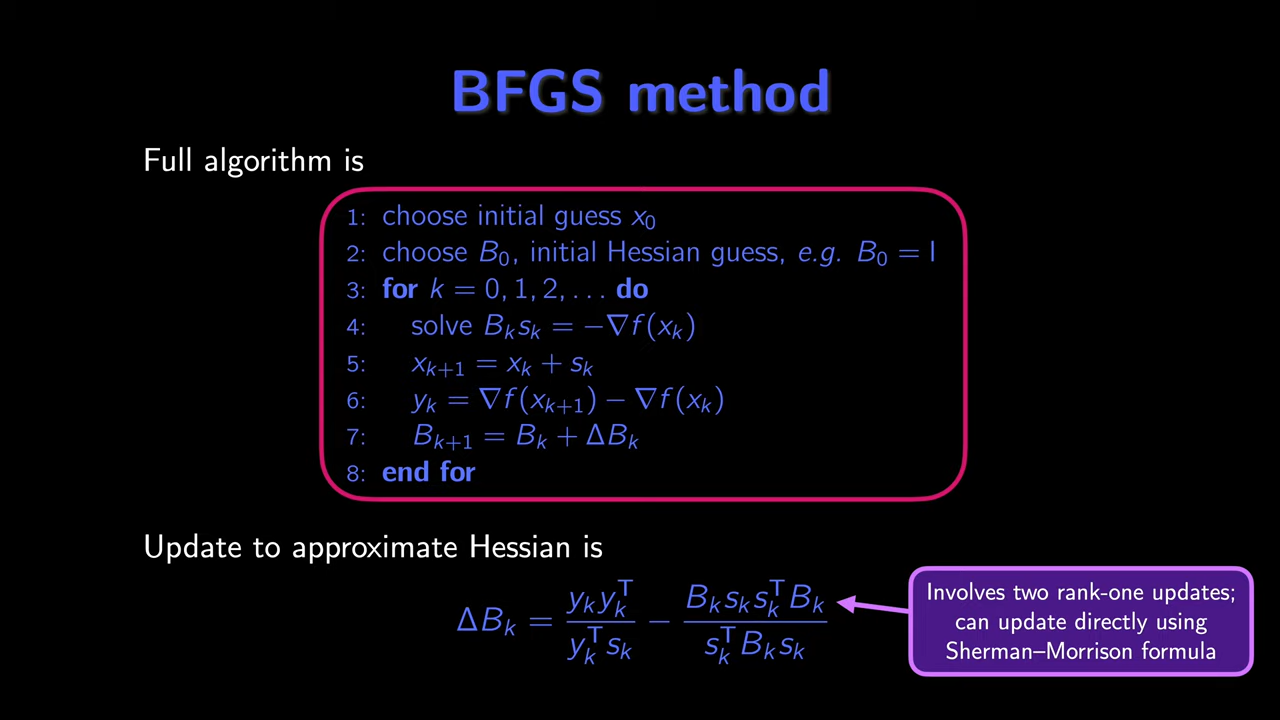 BFGS method
Full algorithm is
1: choose initial guess x₀
2: choose B₀, initial Hessian guess, e.g. B₀ = I
3: for k = 0, 1, 2, . . . do
4: solve Bₖsₖ = −∇f(xₖ)
5: xₖ₊₁ = xₖ + sₖ
6: yₖ = ∇f(xₖ₊₁) − ∇f(xₖ)
7: Bₖ₊₁ = Bₖ + ΔBₖ
8: end for
Update to approximate Hessian is
ΔBₖ = yₖyₖᵀ / yₖᵀsₖ − BₖsₖsₖᵀBₖ / sₖᵀBₖsₖ
Involves two rank-one updates;
can update directly using
Sherman–Morrison formula